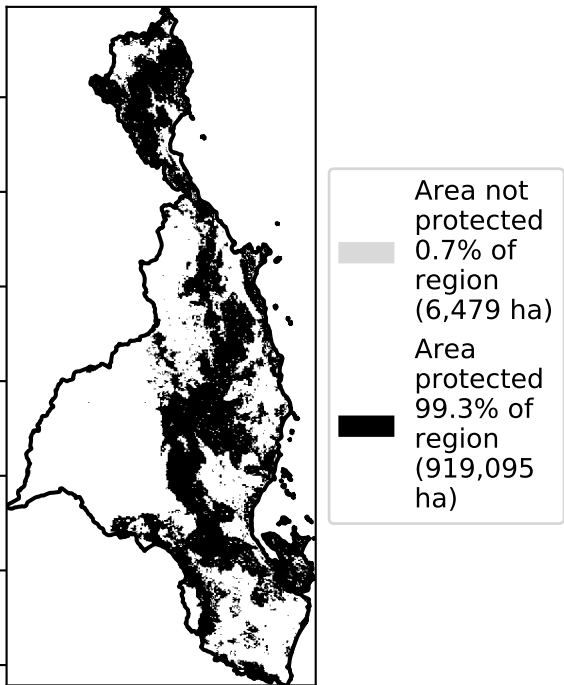 Area not
protected
0.7% of
region
(6,479 ha)
Area
protected
99.3% of
region
(919,095
ha)